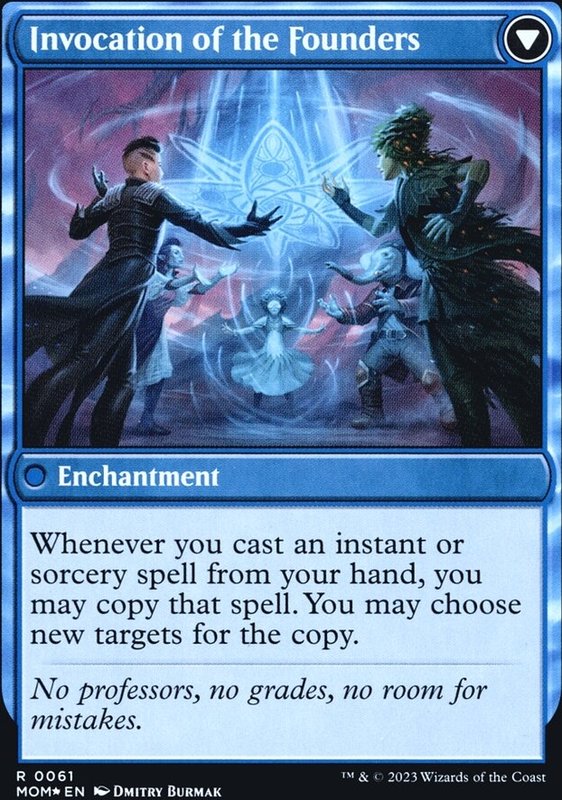 Invocation of the Founders
Enchantment
Whenever you cast an instant or
sorcery spell from your hand, you
may copy that spell. You may choose
new targets for the copy.
No professors, no grades, no room for
mistakes.
R 0061
MOM★EN Dmitry Burmak
™ & © 2023 Wizards of the Coast